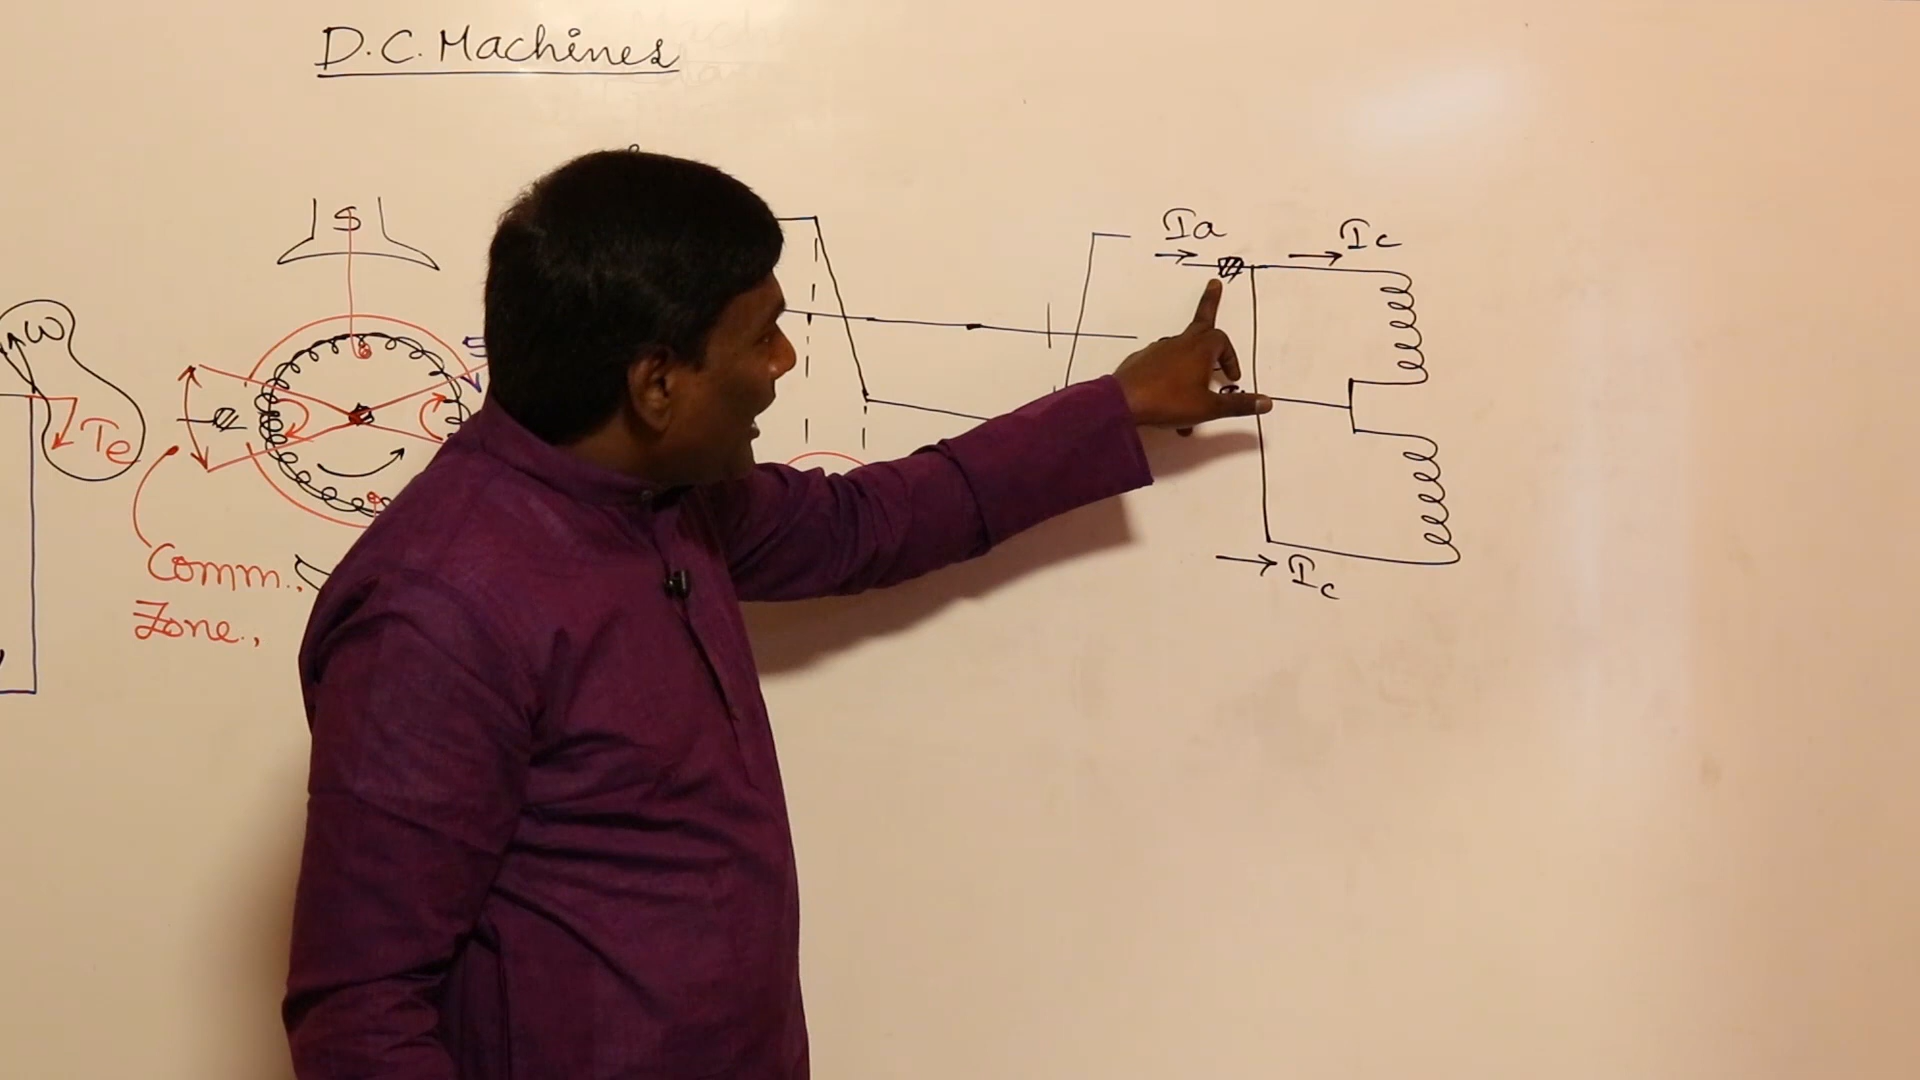 D.C. Machines
S
Ia
Ic
ω
Te
S
Comm.,
Zone.,
Ic